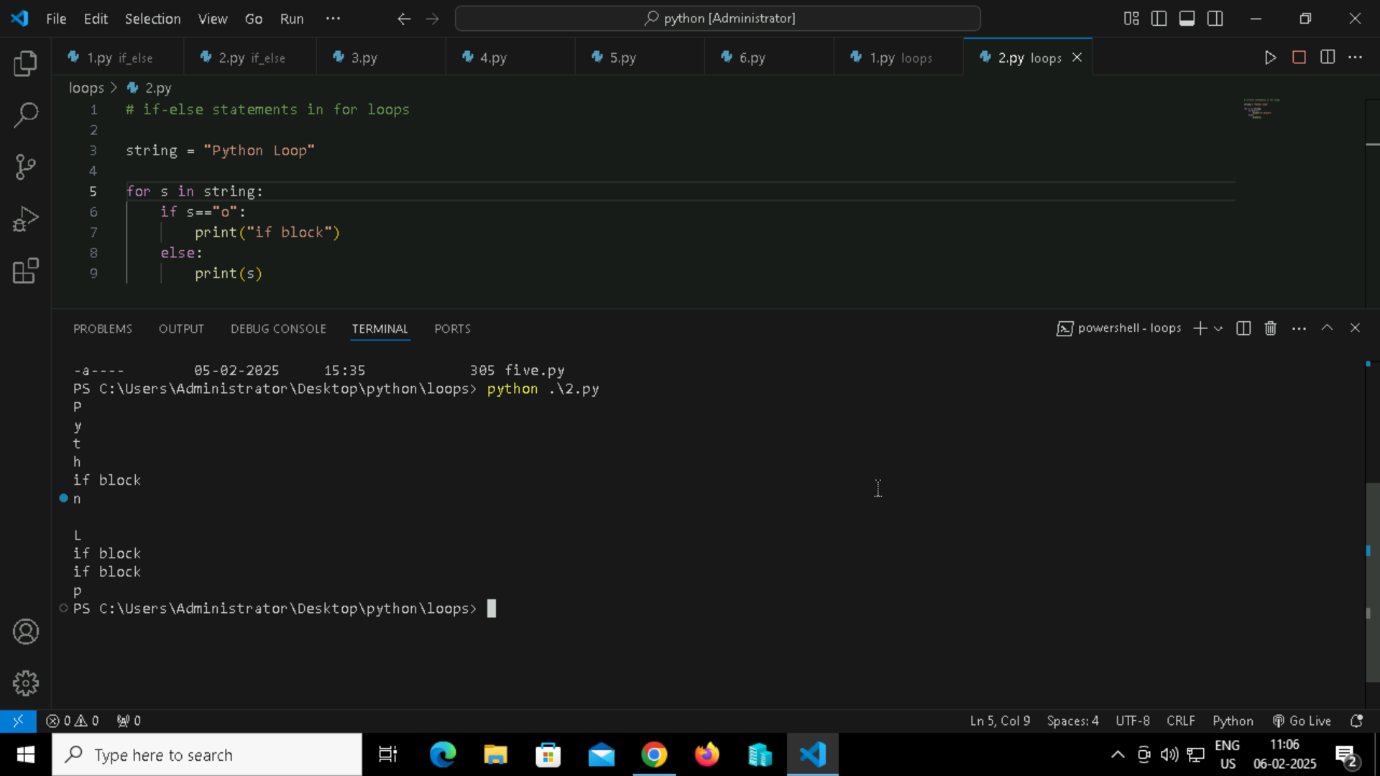 File Edit Selection View Go Run ··· python [Administrator]
1.py if_else 2.py if_else 3.py 4.py 5.py 6.py 1.py loops 2.py loops
loops > 2.py
1 # if-else statements in for loops
2
3 string = "Python Loop"
4
5 for s in string:
6 if s=="o":
7 print("if block")
8 else:
9 print(s)
PROBLEMS OUTPUT DEBUG CONSOLE TERMINAL PORTS powershell - loops
-a---- 05-02-2025 15:35 305 five.py
PS C:\Users\Administrator\Desktop\python\loops> python .\2.py
P
y
t
h
if block
n
L
if block
if block
p
PS C:\Users\Administrator\Desktop\python\loops>
0 0 0 Ln 5, Col 9 Spaces: 4 UTF-8 CRLF Python Go Live
Type here to search ENG US 11:06 06-02-2025 2